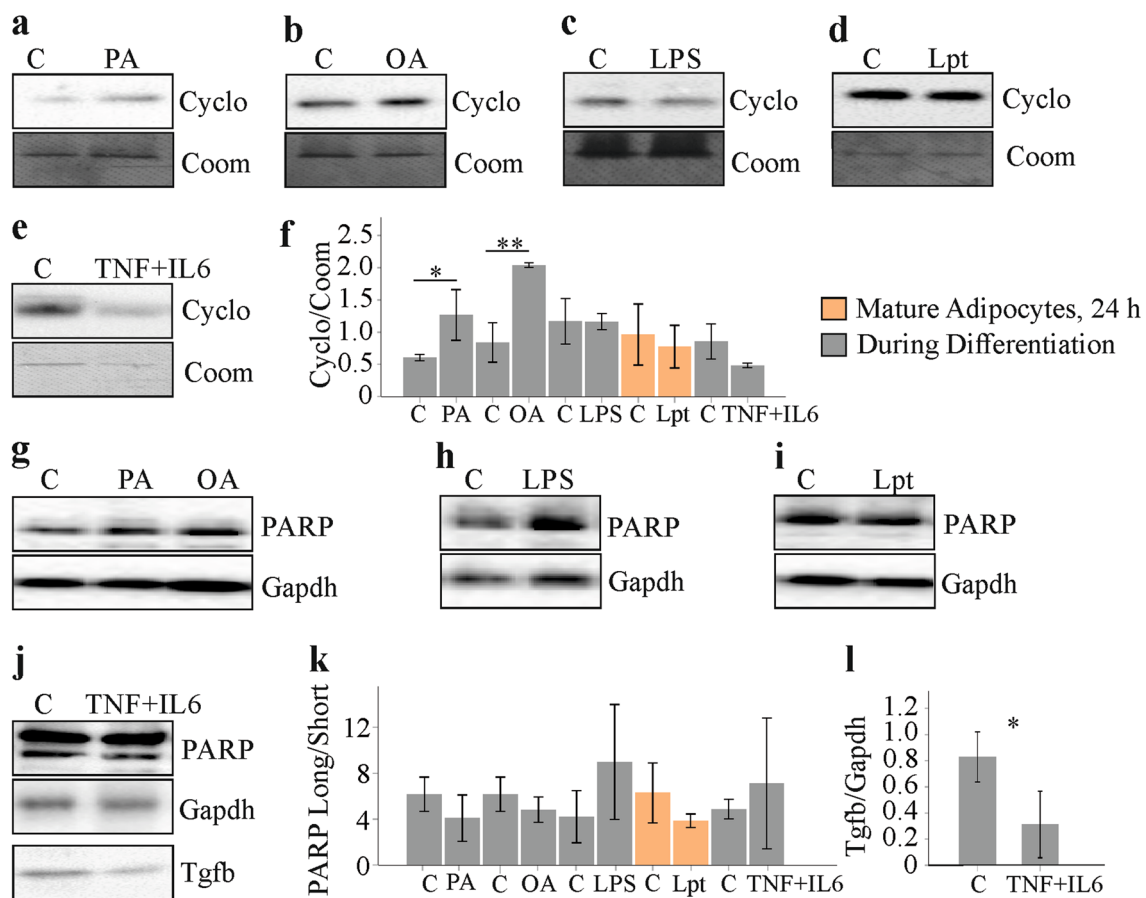 a
C PA
Cyclo
Coom
b
C OA
Cyclo
Coom
c
C LPS
Cyclo
Coom
d
C Lpt
Cyclo
Coom
e
C TNF+IL6
Cyclo
Coom
f
Cyclo/Coom
2.5
2.0
1.5
1.0
0.5
0
* **
C PA C OA C LPS C Lpt C TNF+IL6
Mature Adipocytes, 24 h
During Differentiation
g
C PA OA
PARP
Gapdh
h
C LPS
PARP
Gapdh
i
C Lpt
PARP
Gapdh
j
C TNF+IL6
PARP
Gapdh
Tgfb
k
PARP Long/Short
12
8
4
0
C PA C OA C LPS C Lpt C TNF+IL6
l
Tgfb/Gapdh
1.2
1.0
0.8
0.6
0.4
0.2
0
*
C TNF+IL6